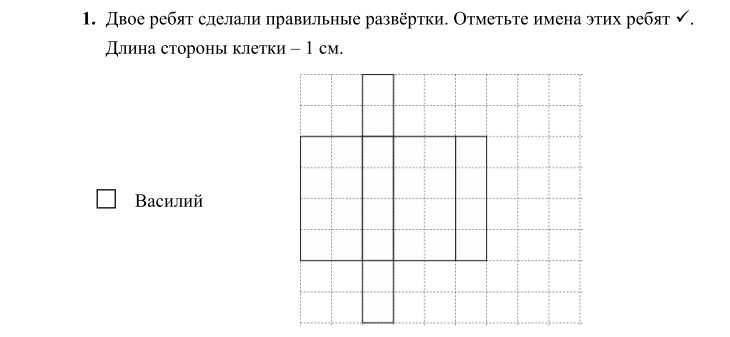 1. Двое ребят сделали правильные развёртки. Отметьте имена этих ребят ✓.
Длина стороны клетки – 1 см.
Василий